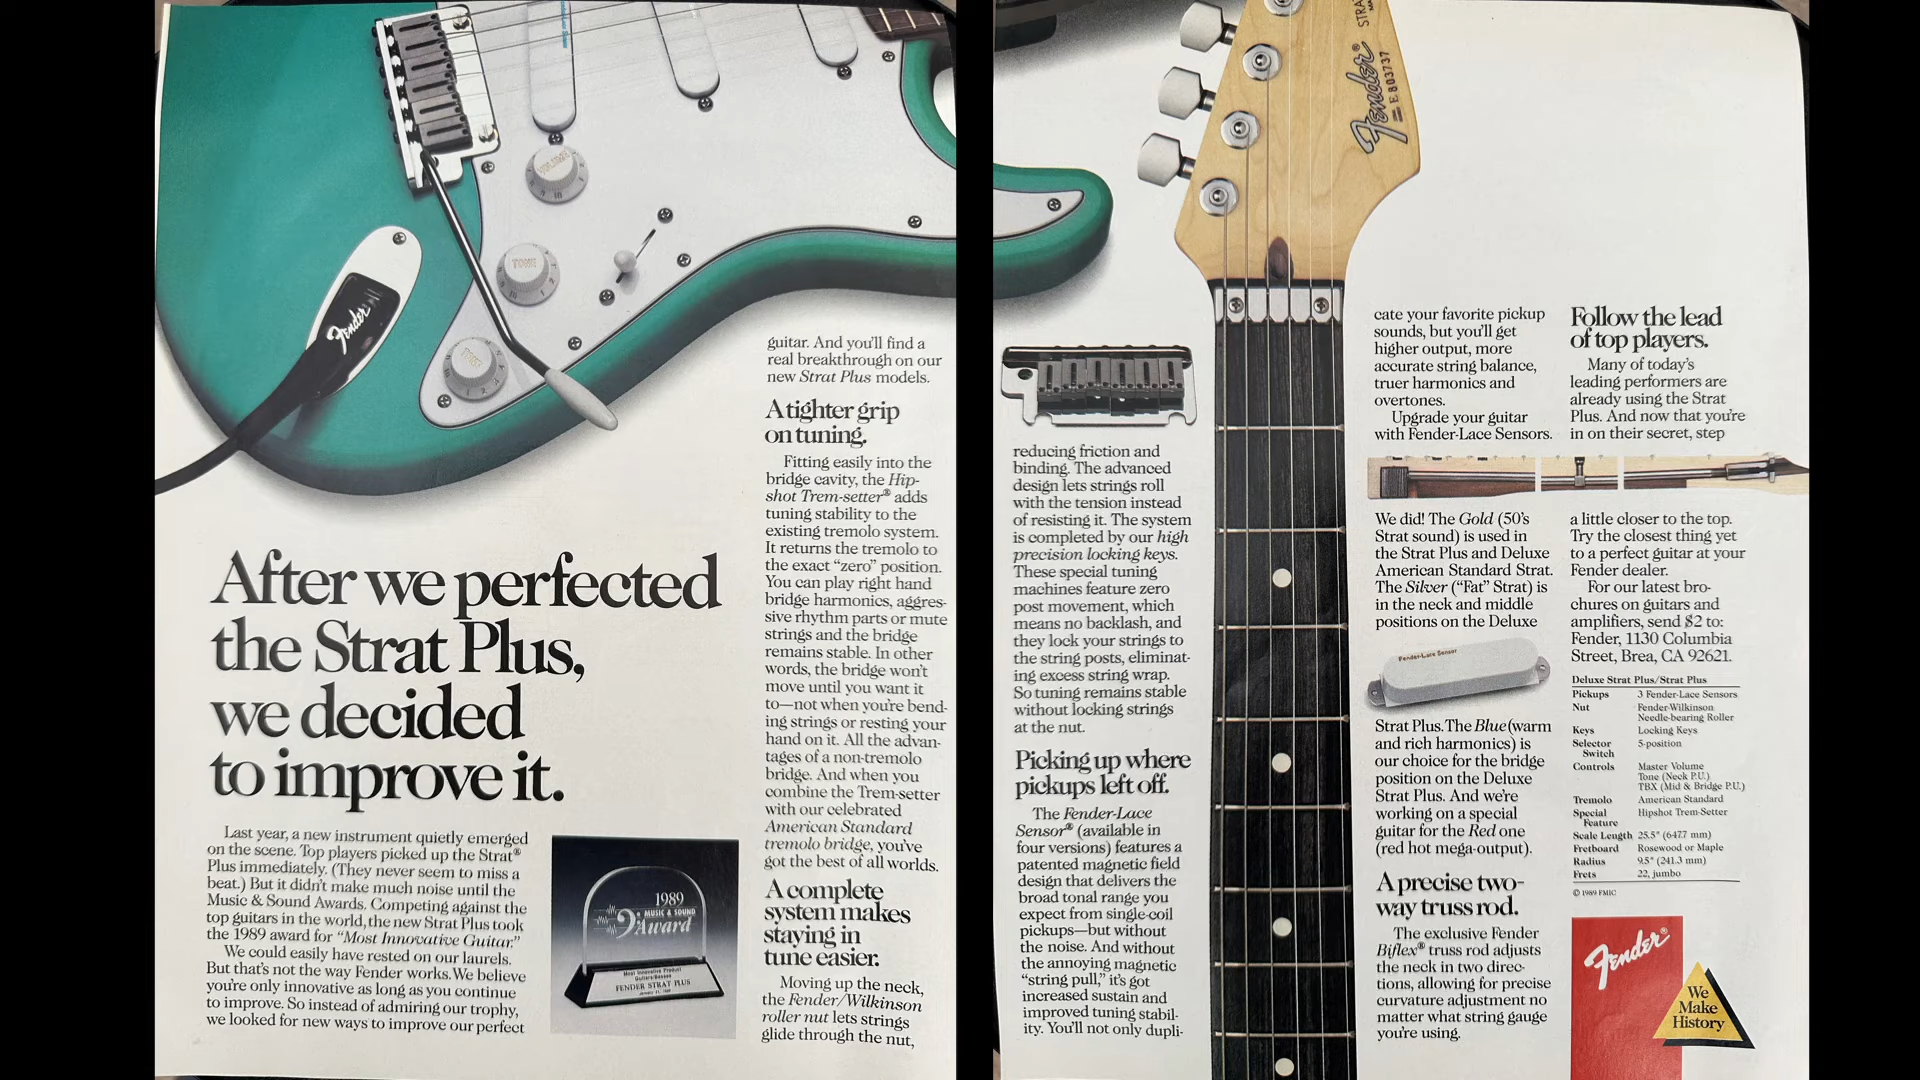 After we perfected
the Strat Plus,
we decided
to improve it.
Last year, a new instrument quietly emerged
on the scene. Top players picked up the Strat®
Plus immediately. (They never seem to miss a
beat.) But it didn't make much noise until the
Music & Sound Awards. Competing against the
top guitars in the world, the new Strat Plus took
the 1989 award for "Most Innovative Guitar."
We could easily have rested on our laurels.
But that's not the way Fender works. We believe
you're only innovative as long as you continue
to improve. So instead of admiring our trophy,
we looked for new ways to improve our perfect
1989
MUSIC & SOUND
Award
Most Innovative Product
Guitars/Basses
FENDER STRAT PLUS
VOLUME
TONE
TONE
Fender
guitar. And you'll find a
real breakthrough on our
new Strat Plus models.
A tighter grip
on tuning.
Fitting easily into the
bridge cavity, the Hip-
shot Trem-setter® adds
tuning stability to the
existing tremolo system.
It returns the tremolo to
the exact "zero" position.
You can play right hand
bridge harmonics, aggres-
sive rhythm parts or mute
strings and the bridge
remains stable. In other
words, the bridge won't
move until you want it
to—not when you're bend-
ing strings or resting your
hand on it. All the advan-
tages of a non-tremolo
bridge. And when you
combine the Trem-setter
with our celebrated
American Standard
tremolo bridge, you've
got the best of all worlds.
A complete
system makes
staying in
tune easier.
Moving up the neck,
the Fender/Wilkinson
roller nut lets strings
glide through the nut,
Fender®
E803737
reducing friction and
binding. The advanced
design lets strings roll
with the tension instead
of resisting it. The system
is completed by our high
precision locking keys.
These special tuning
machines feature zero
post movement, which
means no backlash, and
they lock your strings to
the string posts, eliminat-
ing excess string wrap.
So tuning remains stable
without locking strings
at the nut.
Picking up where
pickups left off.
The Fender-Lace
Sensor® (available in
four versions) features a
patented magnetic field
design that delivers the
broad tonal range you
expect from single-coil
pickups—but without
the noise. And without
the annoying magnetic
"string pull," it's got
increased sustain and
improved tuning stabil-
ity. You'll not only dupli-
cate your favorite pickup
sounds, but you'll get
higher output, more
accurate string balance,
truer harmonics and
overtones.
Upgrade your guitar
with Fender-Lace Sensors.
We did! The Gold (50's
Strat sound) is used in
the Strat Plus and Deluxe
American Standard Strat.
The Silver ("Fat" Strat) is
in the neck and middle
positions on the Deluxe
Fender-Lace Sensor
Strat Plus. The Blue (warm
and rich harmonics) is
our choice for the bridge
position on the Deluxe
Strat Plus. And we're
working on a special
guitar for the Red one
(red hot mega-output).
A precise two-
way truss rod.
The exclusive Fender
Biflex® truss rod adjusts
the neck in two direc-
tions, allowing for precise
curvature adjustment no
matter what string gauge
you're using.
Follow the lead
of top players.
Many of today's
leading performers are
already using the Strat
Plus. And now that you're
in on their secret, step
a little closer to the top.
Try the closest thing yet
to a perfect guitar at your
Fender dealer.
For our latest bro-
chures on guitars and
amplifiers, send $2 to:
Fender, 1130 Columbia
Street, Brea, CA 92621.
Deluxe Strat Plus/Strat Plus
Pickups 3 Fender-Lace Sensors
Nut Fender-Wilkinson
Needle-bearing Roller
Keys Locking Keys
Selector Switch 5-position
Controls Master Volume
Tone (Neck P.U.)
TBX (Mid & Bridge P.U.)
Tremolo American Standard
Special Feature Hipshot Trem-Setter
Scale Length 25.5" (647.7 mm)
Fretboard Rosewood or Maple
Radius 9.5" (241.3 mm)
Frets 22, jumbo
© 1989 FMIC
Fender®
We
Make
History